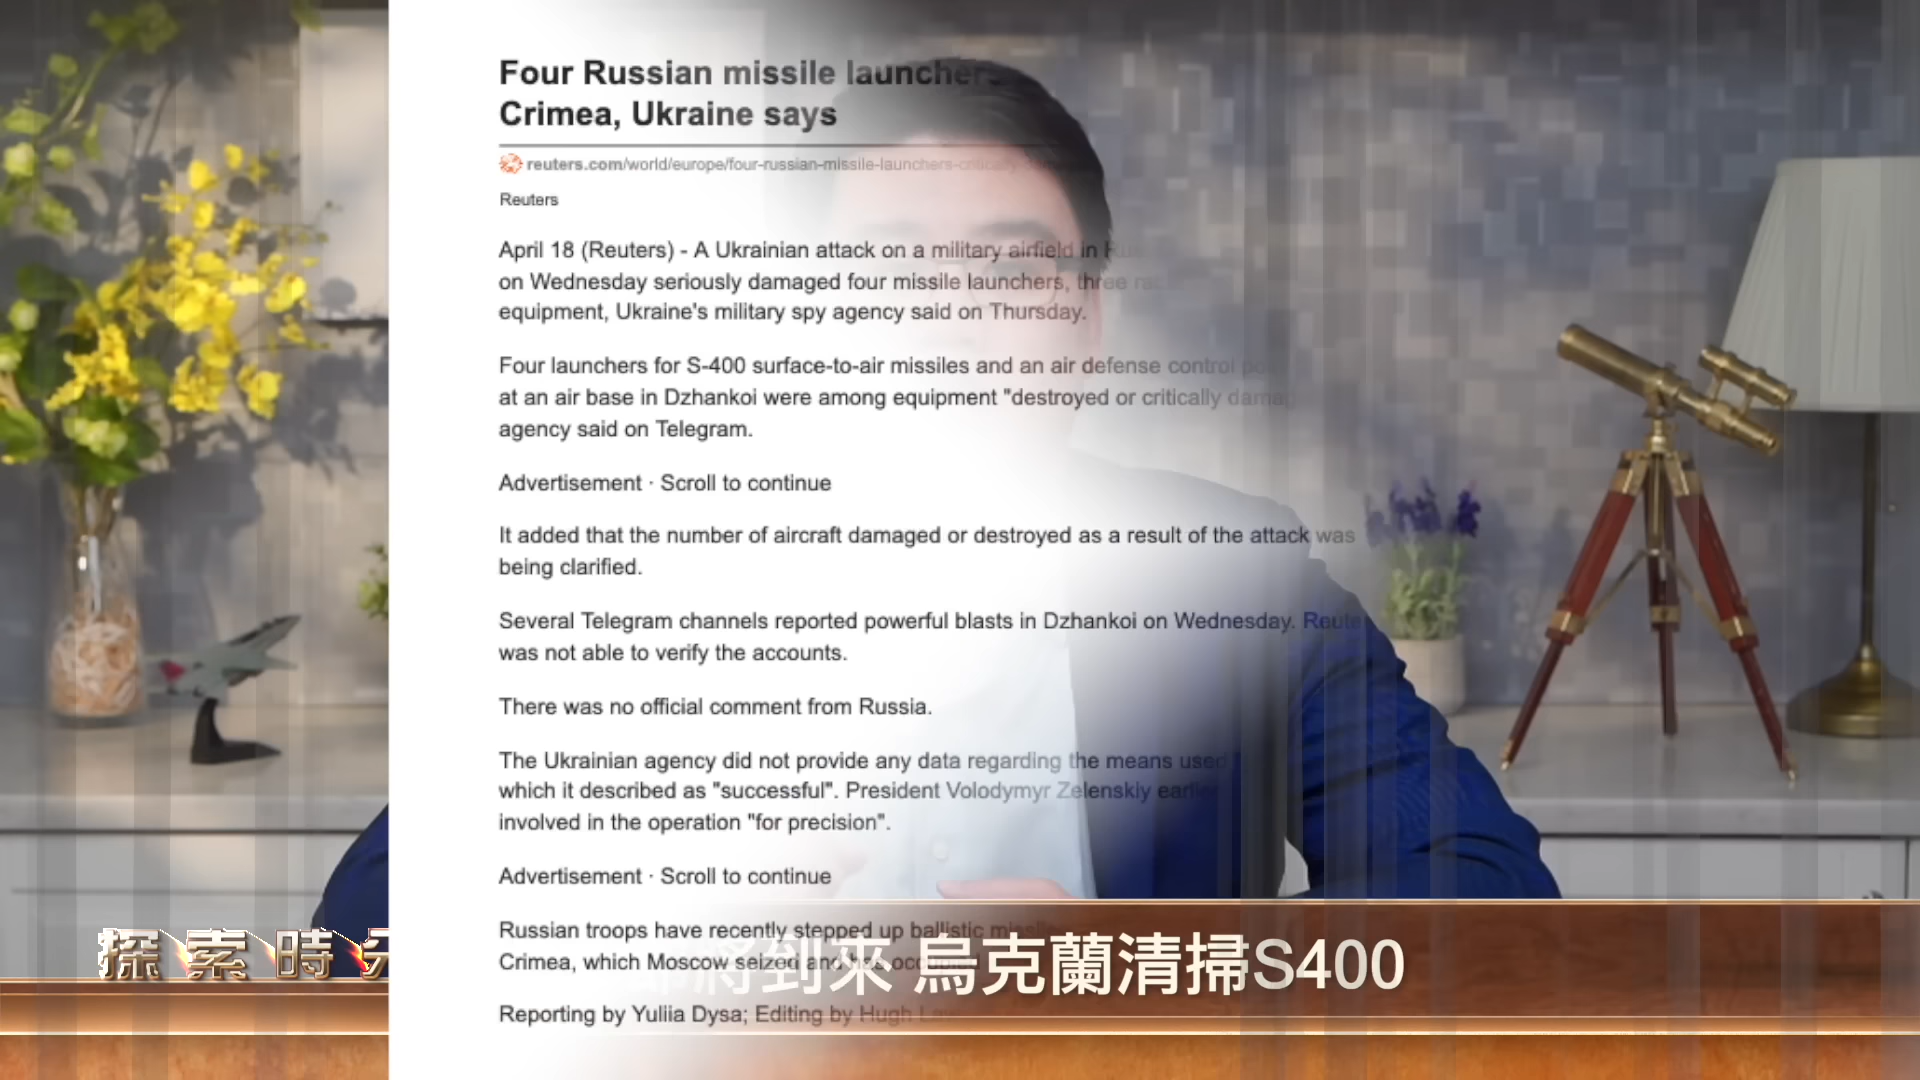 Four Russian missile launchers
Crimea, Ukraine says
reuters.com/world/europe/four-russian-missile-launchers-critically
Reuters
April 18 (Reuters) - A Ukrainian attack on a military airfield in
on Wednesday seriously damaged four missile launchers, three
equipment, Ukraine's military spy agency said on Thursday.
Four launchers for S-400 surface-to-air missiles and an air defense control
at an air base in Dzhankoi were among equipment "destroyed or critically
agency said on Telegram.
Advertisement · Scroll to continue
It added that the number of aircraft damaged or destroyed as a result of the attack was
being clarified.
Several Telegram channels reported powerful blasts in Dzhankoi on Wednesday.
was not able to verify the accounts.
There was no official comment from Russia.
The Ukrainian agency did not provide any data regarding the means used
which it described as "successful". President Volodymyr Zelenskiy
involved in the operation "for precision".
Advertisement · Scroll to continue
Russian troops have recently stepped up ballistic
Crimea, which Moscow seized and
Reporting by Yuliia Dysa; Editing by Hugh
探索時
將到來 烏克蘭清掃S400